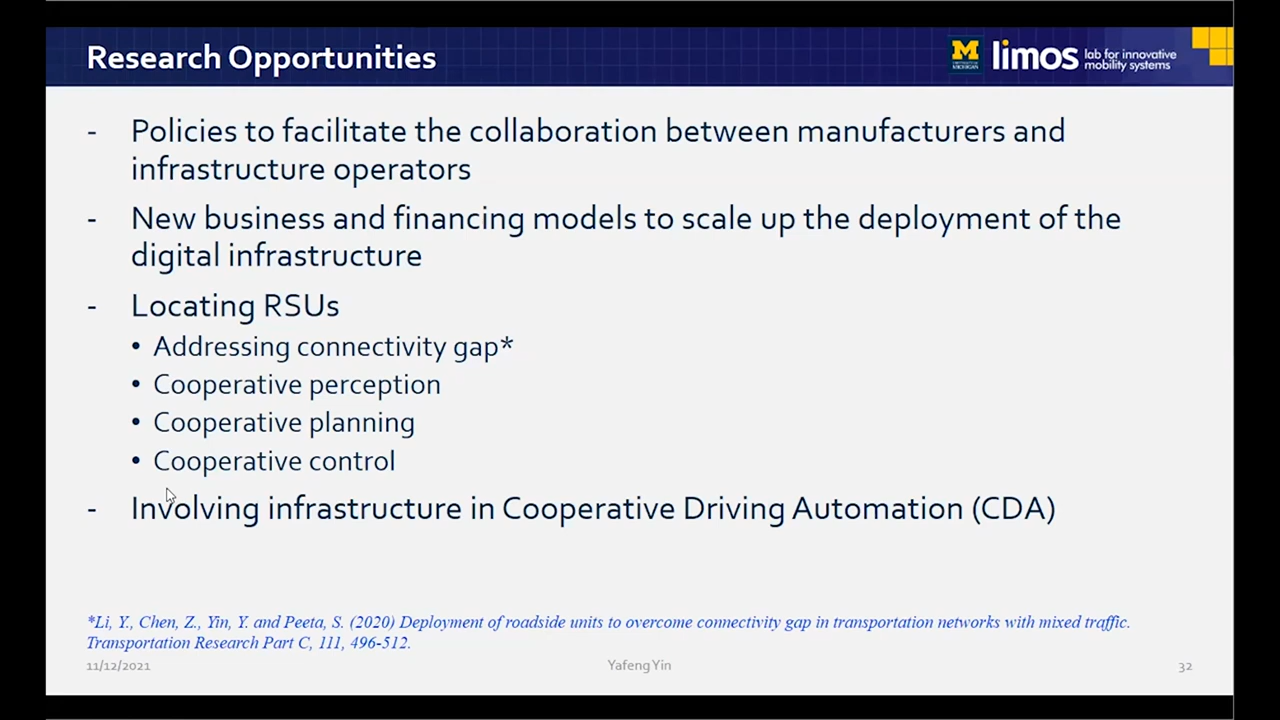 Research Opportunities
M
UNIVERSITY OF
MICHIGAN
limos
lab for innovative
mobility systems
- Policies to facilitate the collaboration between manufacturers and
infrastructure operators
- New business and financing models to scale up the deployment of the
digital infrastructure
- Locating RSUs
• Addressing connectivity gap*
• Cooperative perception
• Cooperative planning
• Cooperative control
- Involving infrastructure in Cooperative Driving Automation (CDA)
*Li, Y., Chen, Z., Yin, Y. and Peeta, S. (2020) Deployment of roadside units to overcome connectivity gap in transportation networks with mixed traffic.
Transportation Research Part C, 111, 496-512.
11/12/2021
Yafeng Yin
32